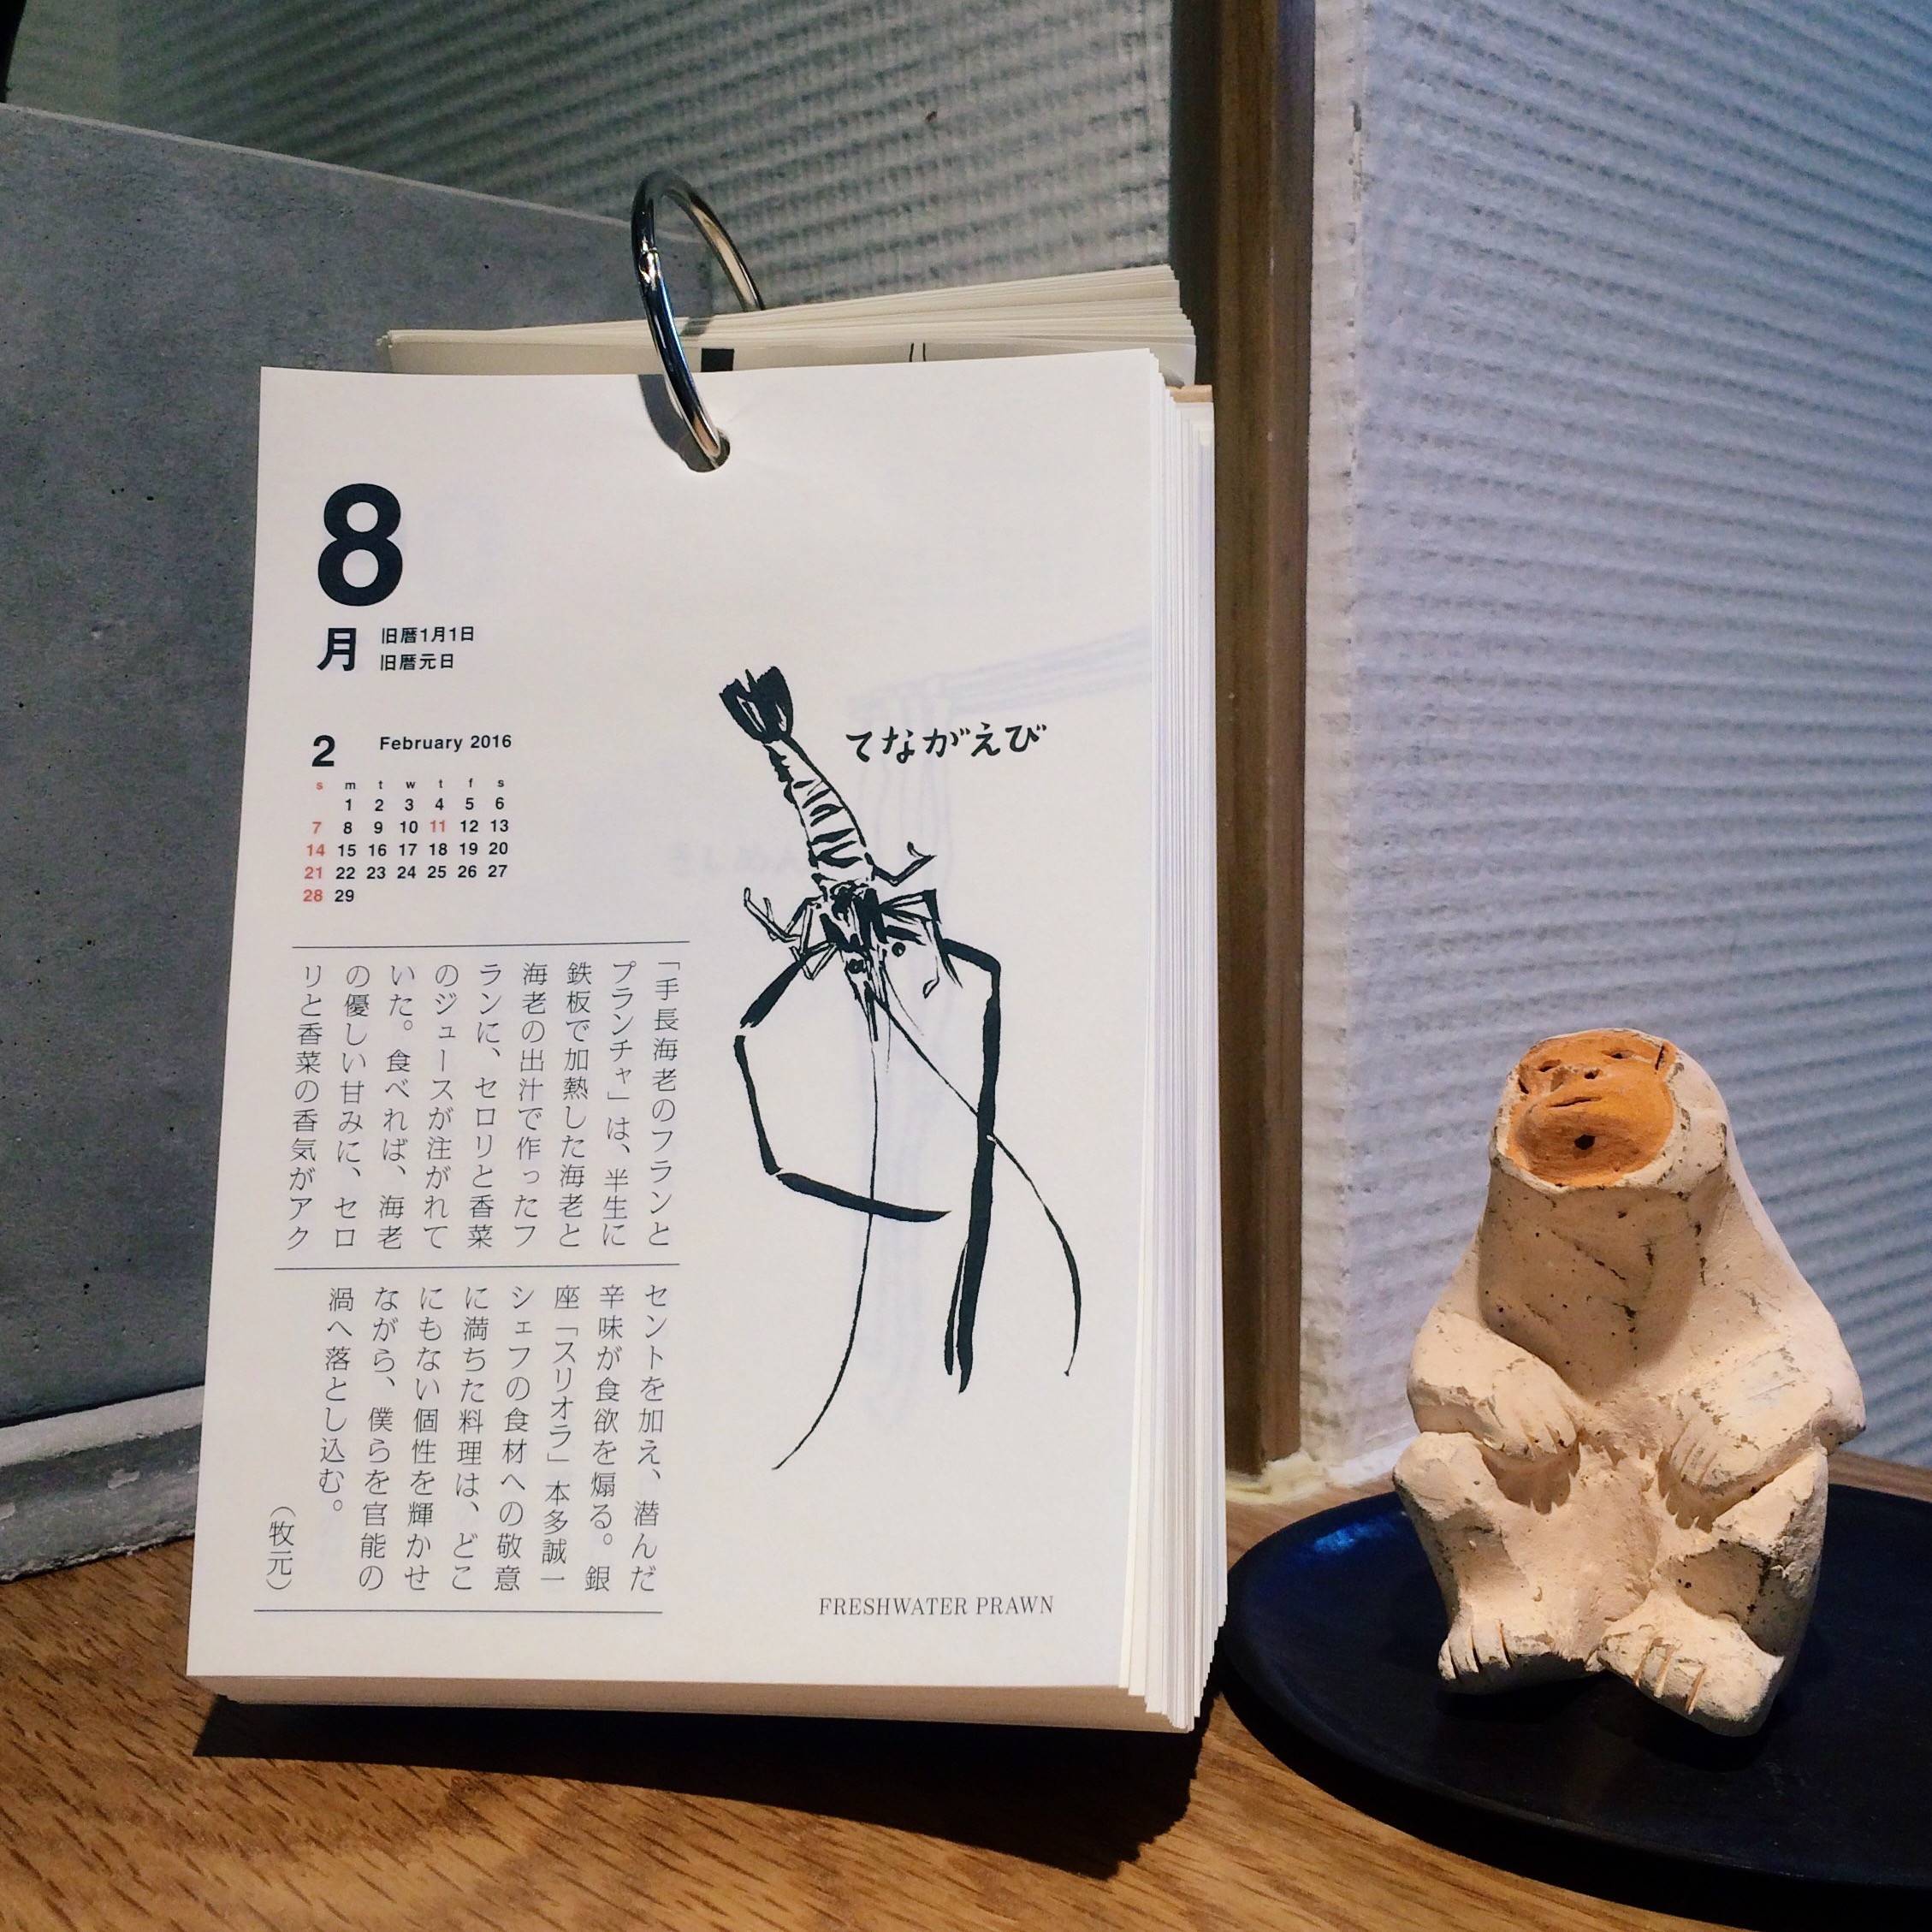 8
月
旧暦1月1日
旧暦元日
2 February 2016
s m t w t f s
1 2 3 4 5 6
7 8 9 10 11 12 13
14 15 16 17 18 19 20
21 22 23 24 25 26 27
28 29
てながえび
「手長海老のフランと
プランチャ」は、半生に
鉄板で加熱した海老と
海老の出汁で作ったフ
ランに、セロリと香菜
のジュースが注がれて
いた。食べれば、海老
の優しい甘みに、セロ
リと香菜の香気がアク
セントを加え、潜んだ
辛味が食欲を煽る。銀
座「スリオラ」本多誠一
シェフの食材への敬意
に満ちた料理は、どこ
にもない個性を輝かせ
ながら、僕らを官能の
渦へ落とし込む。
（牧元）
FRESHWATER PRAWN